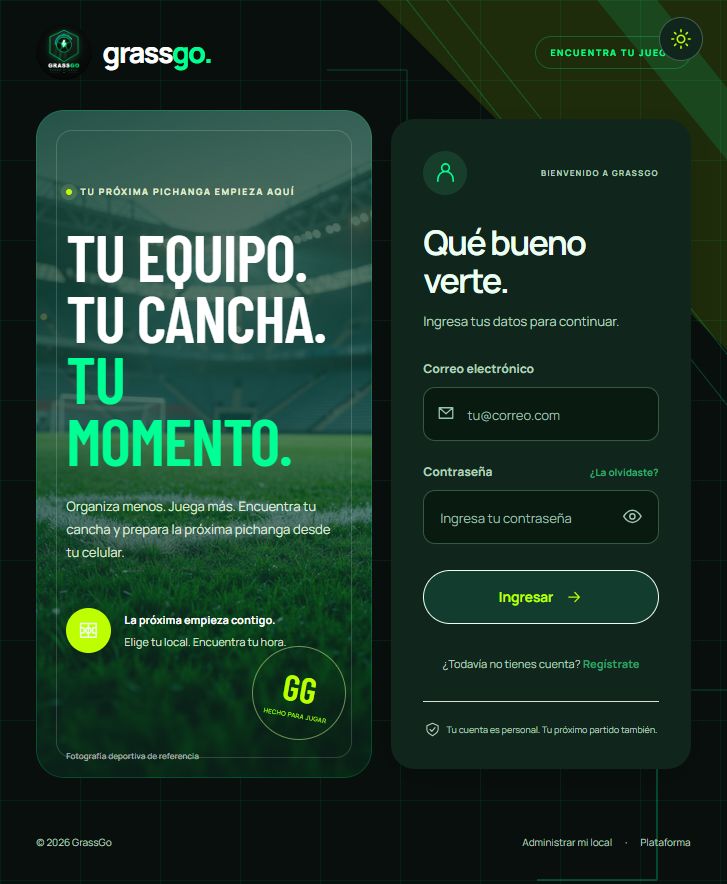 GRASSGO
grassgo.
ENCUENTRA TU
TU PRÓXIMA PICHANGA EMPIEZA AQUÍ
TU EQUIPO.
TU CANCHA.
TU
MOMENTO.
Organiza menos. Juega más. Encuentra tu
cancha y prepara la próxima pichanga desde
tu celular.
La próxima empieza contigo.
Elige tu local. Encuentra tu hora.
GG
HECHO PARA JUGAR
Fotografía deportiva de referencia
BIENVENIDO A GRASSGO
Qué bueno
verte.
Ingresa tus datos para continuar.
Correo electrónico
tu@correo.com
Contraseña ¿La olvidaste?
Ingresa tu contraseña
Ingresar →
¿Todavía no tienes cuenta? Regístrate
Tu cuenta es personal. Tu próximo partido también.
© 2026 GrassGo
Administrar mi local · Plataforma